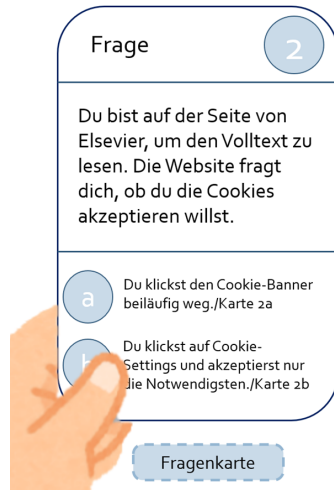 Frage
2
Du bist auf der Seite von
Elsevier, um den Volltext zu
lesen. Die Website fragt
dich, ob du die Cookies
akzeptieren willst.
a
Du klickst den Cookie-Banner
beiläufig weg./Karte 2a
b
Du klickst auf Cookie-
Settings und akzeptierst nur
die Notwendigsten./Karte 2b
Fragenkarte